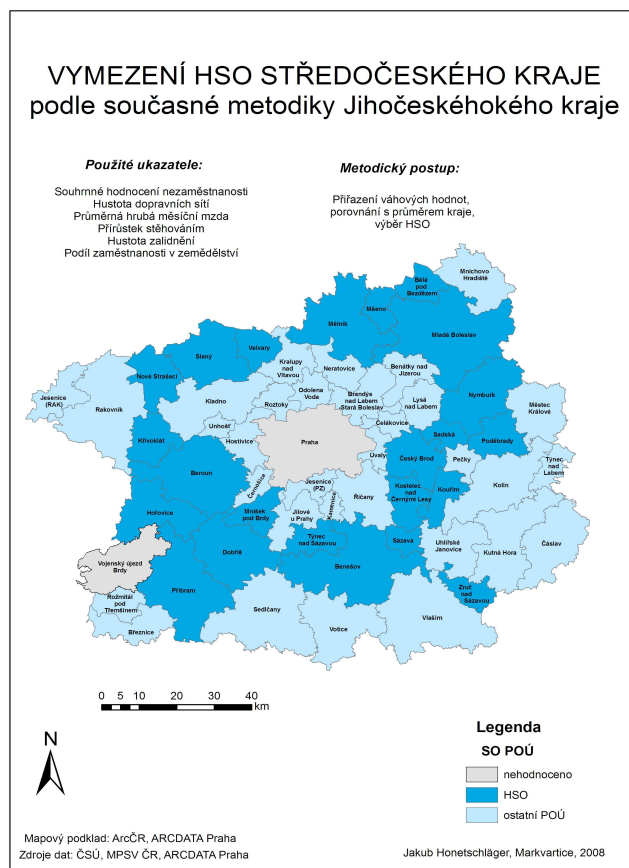 VYMEZENÍ HSO STŘEDOČESKÉHO KRAJE
podle současné metodiky Jihočeskéhokého kraje
Použité ukazatele:
Souhrnné hodnocení nezaměstnanosti
Hustota dopravních sítí
Průměrná hrubá měsíční mzda
Přírůstek stěhováním
Hustota zalidnění
Podíl zaměstnanosti v zemědělství
Metodický postup:
Přiřazení váhových hodnot,
porovnání s průměrem kraje,
výběr HSO
Mnichovo
Hradiště
Bělá
pod
Bezdězem
Mšeno
Mělník
Mladá Boleslav
Velvary
Slaný
Kralupy
nad
Vltavou
Neratovice
Benátky nad
Jizerou
Nové Strašecí
Jesenice
(RAK)
Rakovník
Kladno
Roztoky
Odolena
Voda
Brandýs
nad Labem
Stará Boleslav
Lysá
nad Labem
Nymburk
Městec
Králové
Čelákovice
Unhošť
Hostivice
Praha
Křivoklát
Sadská
Poděbrady
Úvaly
Český Brod
Pečky
Týnec
nad
Labem
Beroun
Černošice
Jesenice
(PZ)
Kamenice
Říčany
Kostelec
nad
Černými Lesy
Kouřim
Kolín
Hořovice
Mníšek
pod Brdy
Jílové
u Prahy
Týnec
nad Sázavou
Sázava
Uhlířské
Janovice
Kutná Hora
Čáslav
Vojenský újezd
Brdy
Dobříš
Benešov
Příbram
Zruč
nad
Sázavou
Rožmitál
pod
Třemšínem
Březnice
Sedlčany
Votice
Vlašim
0 5 10 20 30 40
km
N
Legenda
SO POÚ
nehodnoceno
HSO
ostatní POÚ
Mapový podklad: ArcČR, ARCDATA Praha
Zdroje dat: ČSÚ, MPSV ČR, ARCDATA Praha
Jakub Honetschläger, Markvartice, 2008